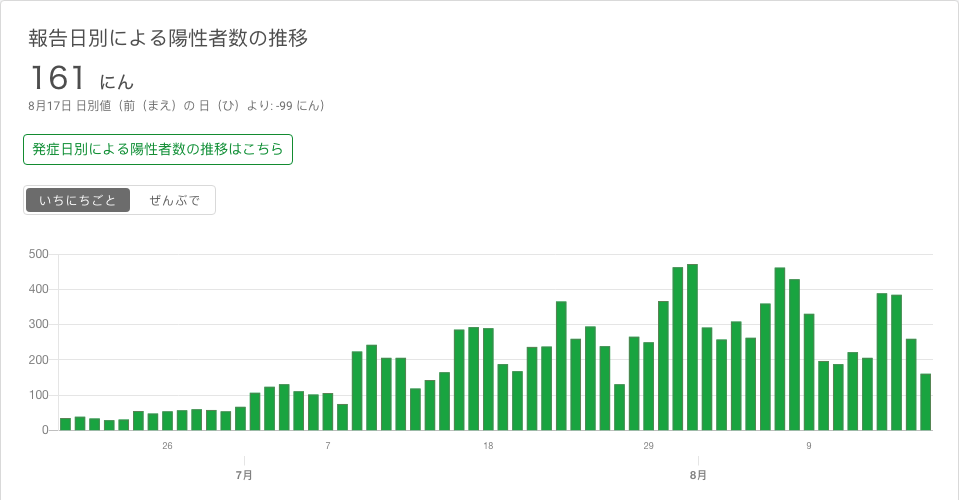 報告日別による陽性者数の推移
161 にん
8月17日 日別値（前（まえ）の 日（ひ）より: -99 にん）
発症日別による陽性者数の推移はこちら
いちにちごと ぜんぶで
500
400
300
200
100
0
26 7 18 29 9
7月 8月